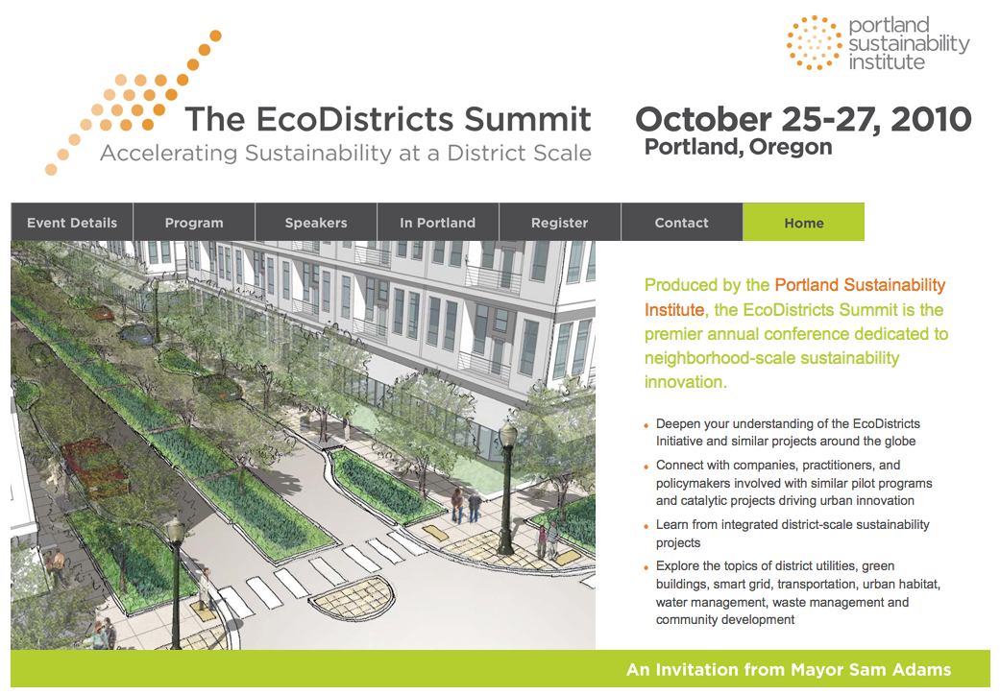 portland
sustainability
institute
The EcoDistricts Summit
Accelerating Sustainability at a District Scale
October 25-27, 2010
Portland, Oregon
Event Details
Program
Speakers
In Portland
Register
Contact
Home
Produced by the Portland Sustainability
Institute, the EcoDistricts Summit is the
premier annual conference dedicated to
neighborhood-scale sustainability
innovation.
Deepen your understanding of the EcoDistricts
Initiative and similar projects around the globe
Connect with companies, practitioners, and
policymakers involved with similar pilot programs
and catalytic projects driving urban innovation
Learn from integrated district-scale sustainability
projects
Explore the topics of district utilities, green
buildings, smart grid, transportation, urban habitat,
water management, waste management and
community development
An Invitation from Mayor Sam Adams